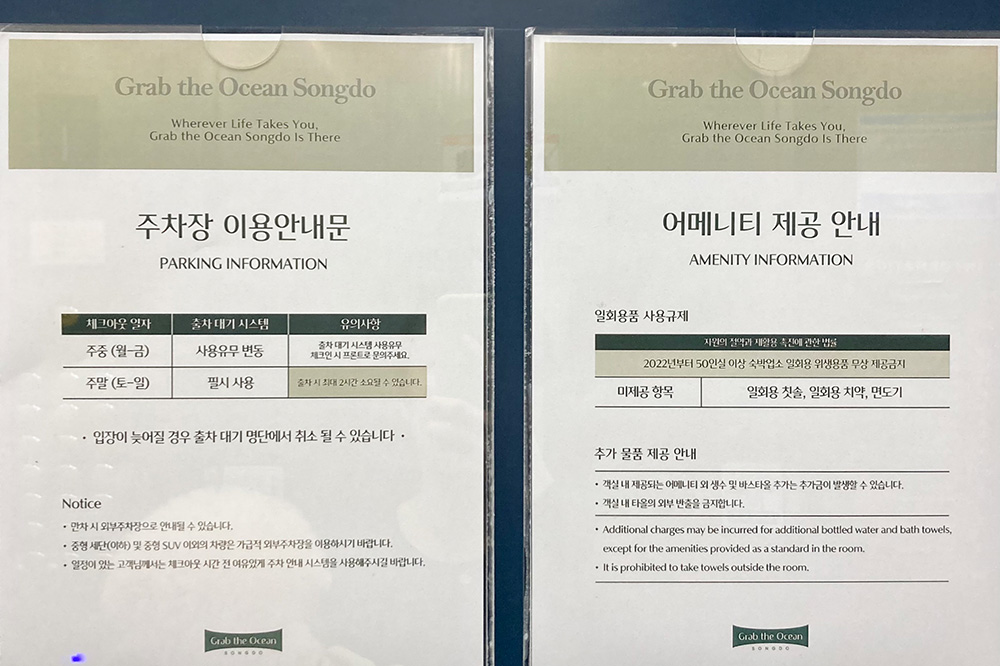 Grab the Ocean Songdo
Wherever Life Takes You,
Grab the Ocean Songdo Is There
주차장 이용안내문
PARKING INFORMATION
체크아웃 일자 출차 대기 시스템 유의사항
주중 (월-금) 사용유무 변동 출차 대기 시스템 사용유무
체크인 시 프론트로 문의주세요.
주말 (토-일) 필시 사용 출차 시 최대 2시간 소요될 수 있습니다.
· 입장이 늦어질 경우 출차 대기 명단에서 취소 될 수 있습니다 ·
Notice
• 만차 시 외부주차장으로 안내될 수 있습니다.
• 중형 세단(이하) 및 중형 SUV 이외의 차량은 가급적 외부주차장을 이용하시기 바랍니다.
• 일정이 있는 고객님께서는 체크아웃 시간 전 여유있게 주차 안내 시스템을 사용해주시길 바랍니다.
Grab the Ocean
SONGDO
Grab the Ocean Songdo
Wherever Life Takes You,
Grab the Ocean Songdo Is There
어메니티 제공 안내
AMENITY INFORMATION
일회용품 사용규제
자원의 절약과 재활용 촉진에 관한 법률
2022년부터 50인실 이상 숙박업소 일회용 위생용품 무상 제공금지
미제공 항목 일회용 칫솔, 일회용 치약, 면도기
추가 물품 제공 안내
• 객실 내 제공되는 어메니티 외 생수 및 바스타올 추가는 추가금이 발생할 수 있습니다.
• 객실 내 타올의 외부 반출을 금지합니다.
• Additional charges may be incurred for additional bottled water and bath towels,
except for the amenities provided as a standard in the room.
• It is prohibited to take towels outside the room.
Grab the Ocean
SONGDO